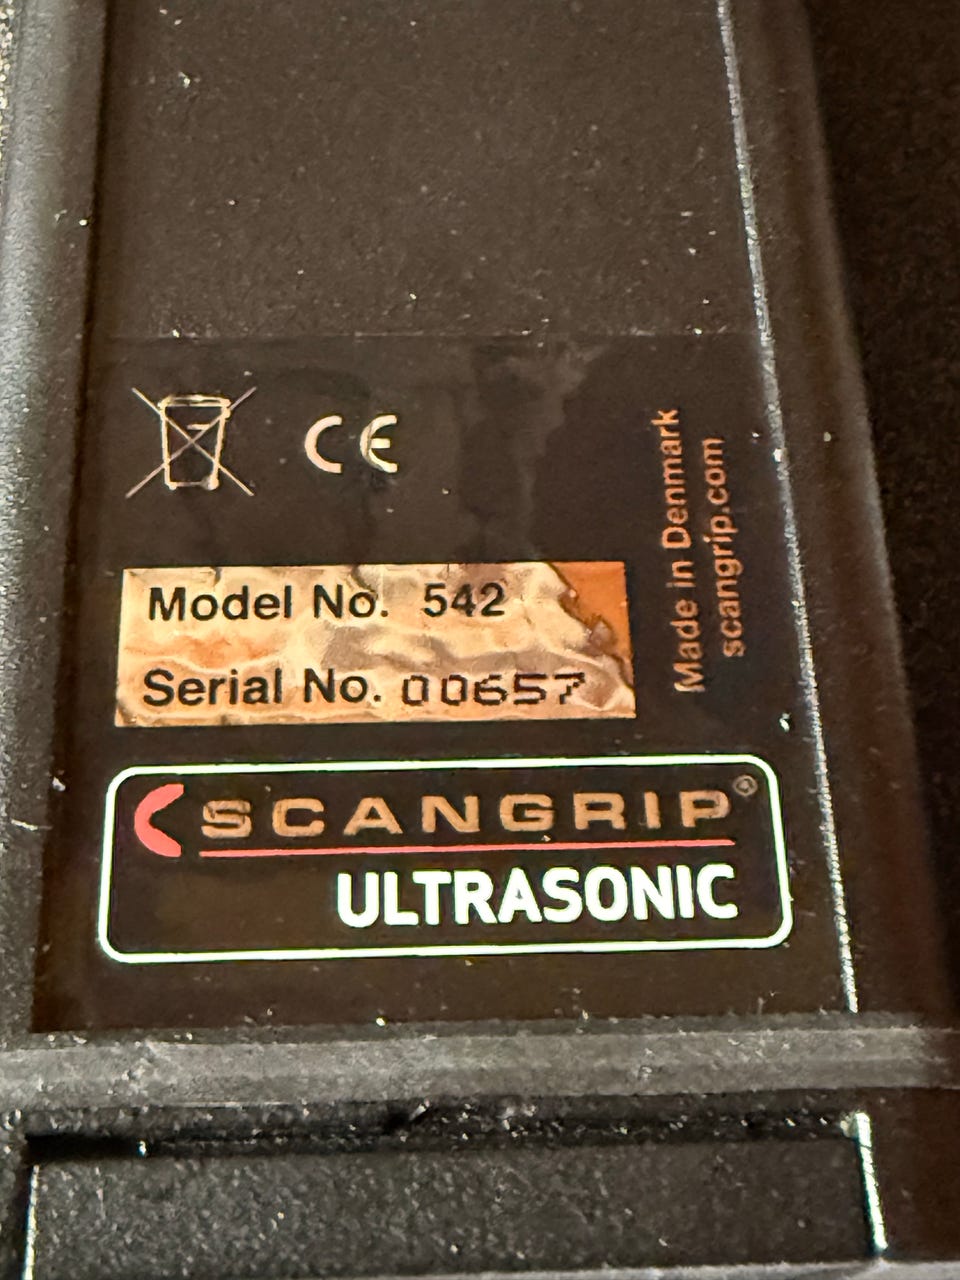 CE
Made in Denmark
scangrip.com
Model No. 542
Serial No. 00657
SCANGRIP®
ULTRASONIC